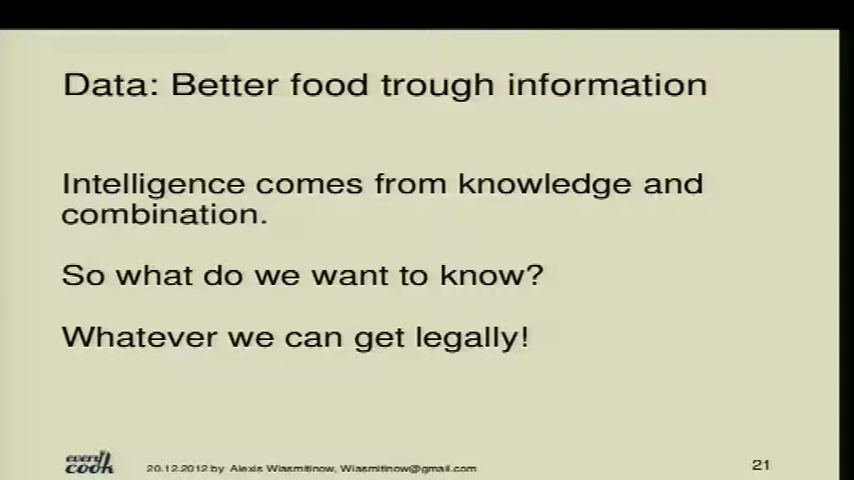 Data: Better food trough information
Intelligence comes from knowledge and
combination.
So what do we want to know?
Whatever we can get legally!
every
cook
20.12.2012 by Alexis Wiasmitinow, Wiasmitinow@gmail.com
21